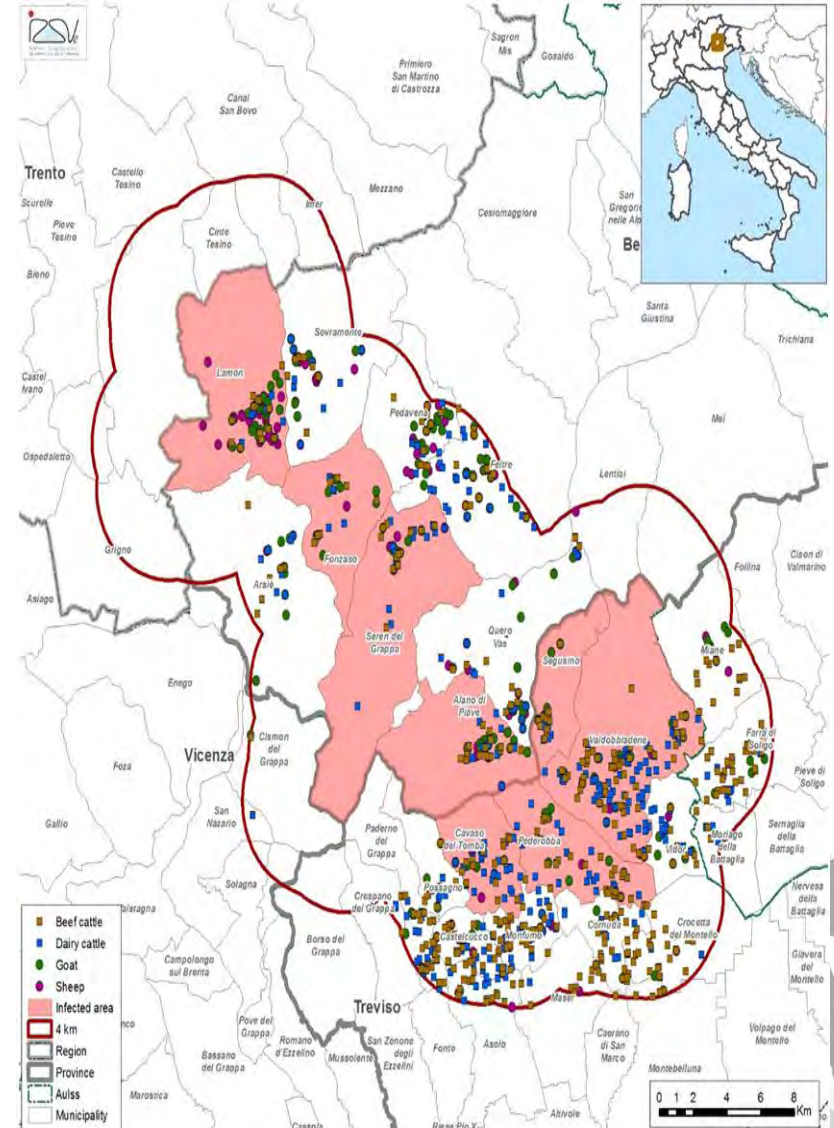 Sagron
Mis
Gosaldo
Primiero
San Martino
di Castrozza
Canal
San Bovo
Trento
Castello
Tesino
Scurelle
Pieve
Tesino
Bieno
Imer
Mezzano
Cinte
Tesino
Cesiomaggiore
San
Gregorio
nelle Alp
Be
Santa
Giustina
Trichiana
Sovramonte
Lamon
Castel
Ivano
Pedavena
Mel
Ospedaletto
Feltre
Lentiai
Grigno
Fonzaso
Arsiè
Cison di
Valmarino
Follina
Asiago
Seren del
Grappa
Quero
Vas
Segusino
Miane
Enego
Alano di
Piave
Cismon
del
Grappa
Valdobbiadene
Farra di
Soligo
Vicenza
Foza
Pieve di
Soligo
Gallio
San
Nazario
Paderno
del
Grappa
Cavaso
del Tomba
Pederobba
Vidor
Moriago
della
Battaglia
Sernaglia
della
Battaglia
Solagna
Possagno
Crespano
del Grappa
Nervesa
della
Battaglia
Castelcucco
Monfumo
Cornuda
Crocetta
del Montello
Borso del
Grappa
Campolongo
sul Brenta
Giavera
del
Montello
Treviso
Maser
Pove del
Grappa
Romano
d'Ezzelino
San Zenone
degli
Ezzelini
Fonte
Asolo
Caerano
di San
Marco
Volpago del
Montello
Bassano
del Grappa
Mussolente
Montebelluna
Marostica
Altivole
Cassola
Riese Pio X
Beef cattle
Dairy cattle
Goat
Sheep
Infected area
4 km
Region
Province
Aulss
Municipality
0 1 2 4 6 8
Km